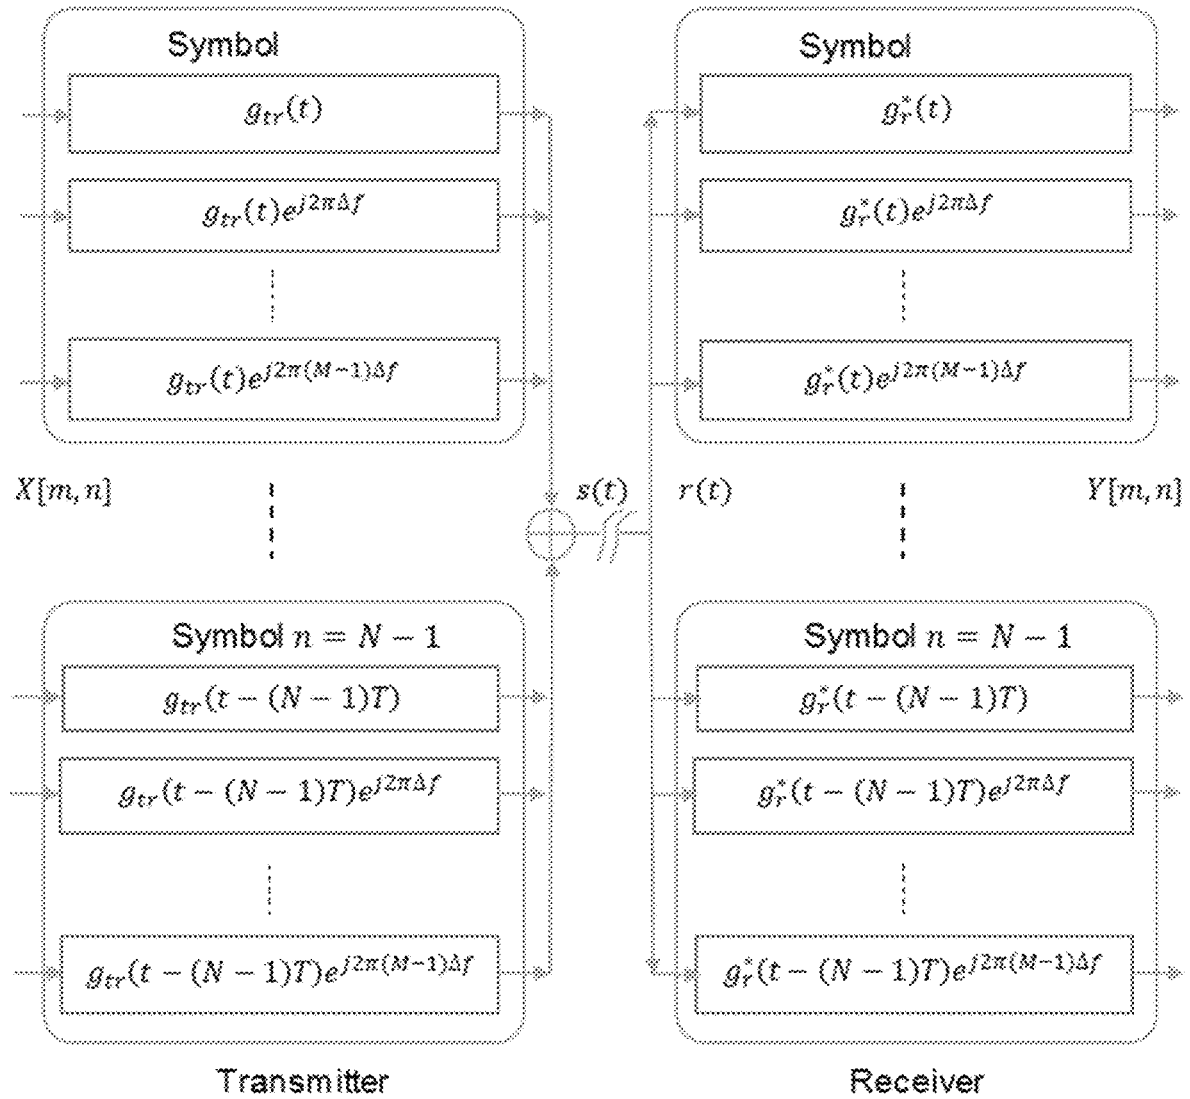 Symbol
g_{tr}(t)
g_{tr}(t)e^{j2πΔf}
g_{tr}(t)e^{j2π(M−1)Δf}
Symbol
g_r^*(t)
g_r^*(t)e^{j2πΔf}
g_r^*(t)e^{j2π(M−1)Δf}
X[m, n]
s(t)
r(t)
Y[m, n]
Symbol n = N − 1
g_{tr}(t − (N − 1)T)
g_{tr}(t − (N − 1)T)e^{j2πΔf}
g_{tr}(t − (N − 1)T)e^{j2π(M−1)Δf}
Symbol n = N − 1
g_r^*(t − (N − 1)T)
g_r^*(t − (N − 1)T)e^{j2πΔf}
g_r^*(t − (N − 1)T)e^{j2π(M−1)Δf}
Transmitter
Receiver